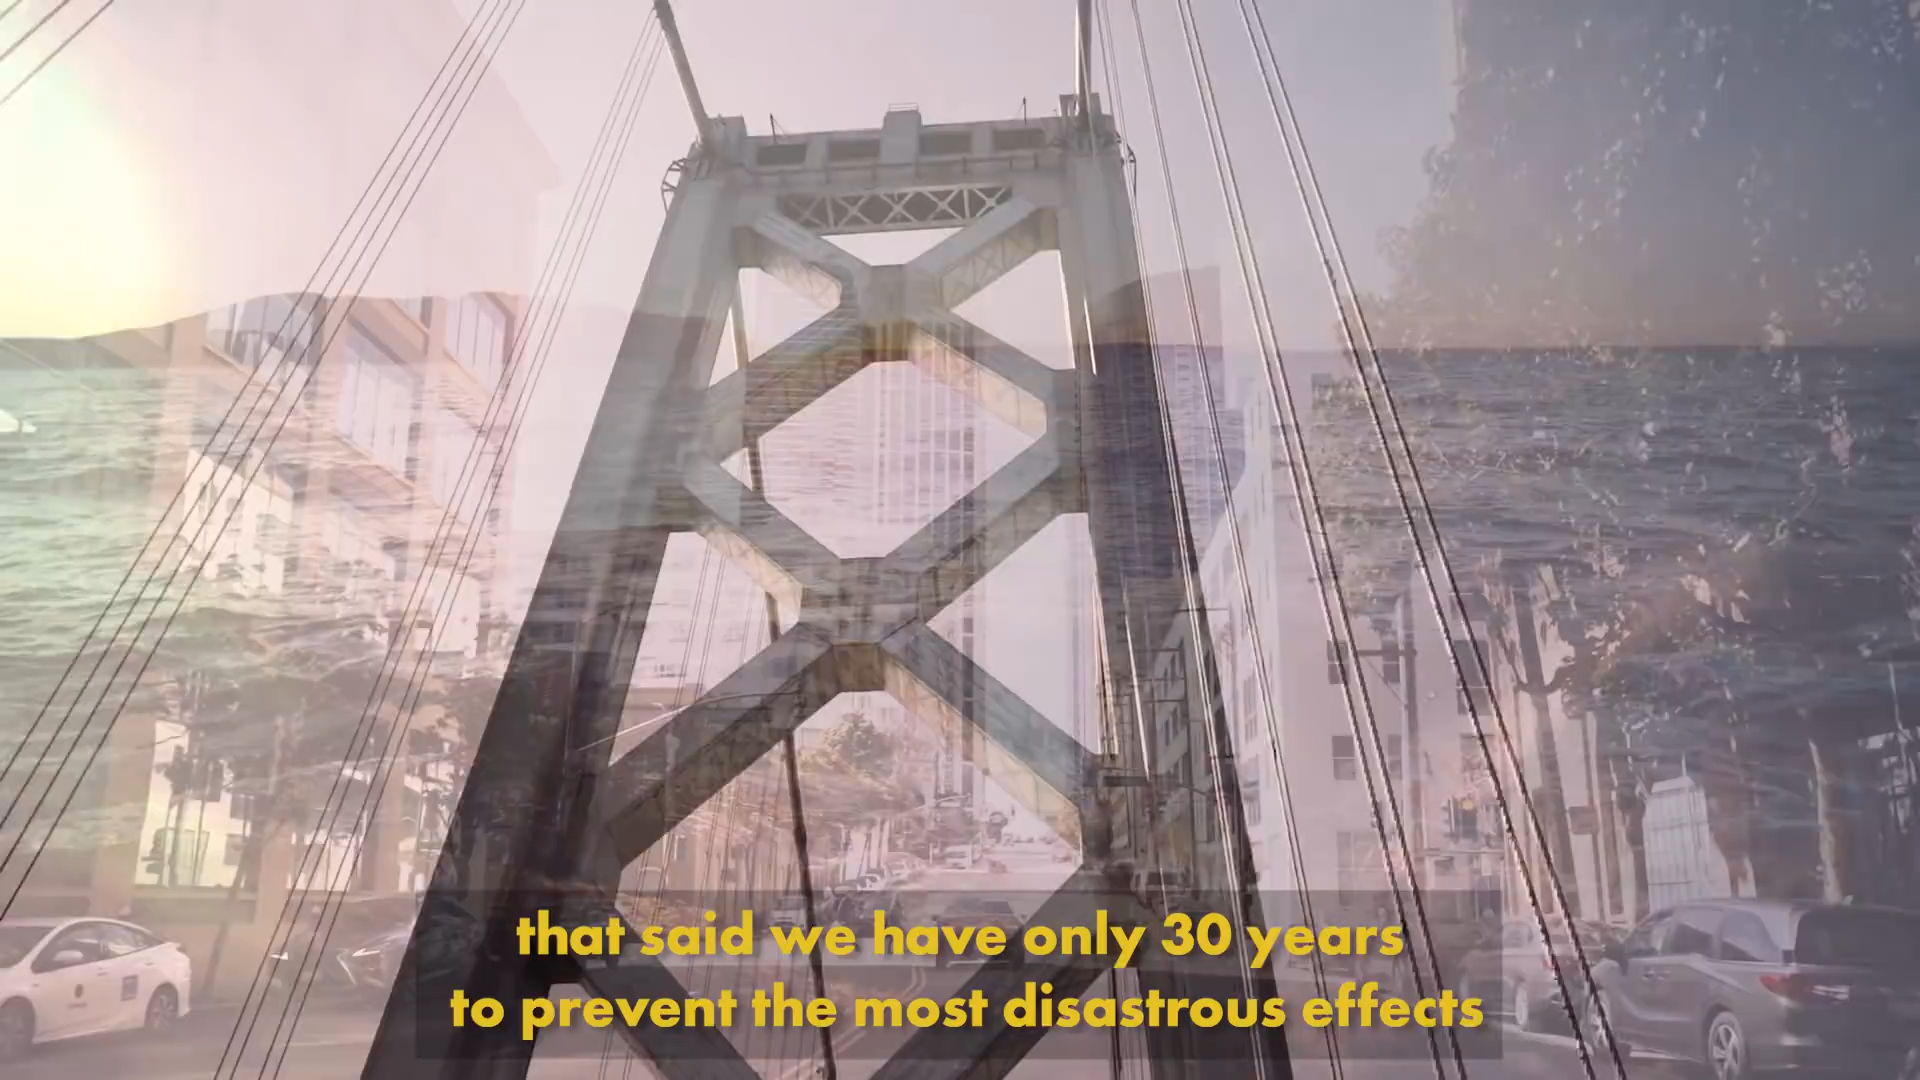 that said we have only 30 years
to prevent the most disastrous effects